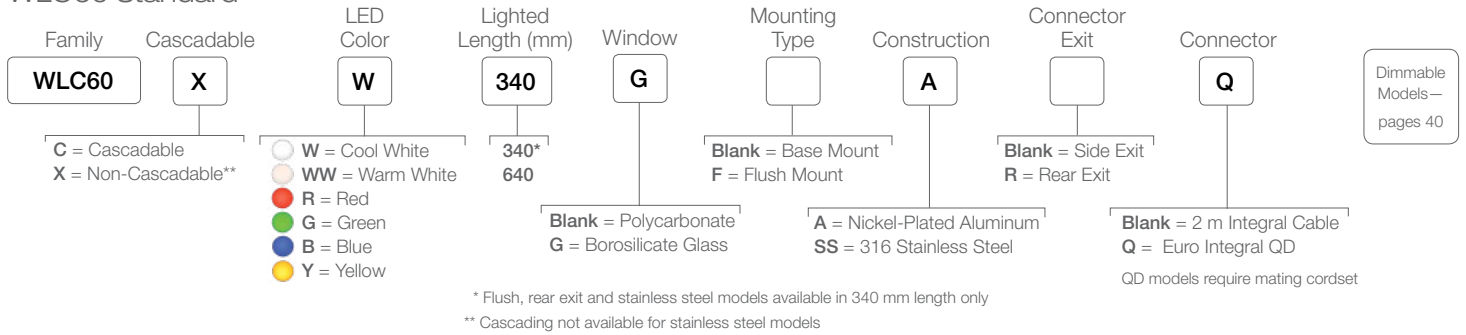 WLC60 Standard
Family
Cascadable
LED
Color
Lighted
Length (mm)
Window
Mounting
Type
Construction
Connector
Exit
Connector
WLC60
X
W
340
G
A
Q
Dimmable
Models—
pages 40
C = Cascadable
X = Non-Cascadable**
W = Cool White
WW = Warm White
R = Red
G = Green
B = Blue
Y = Yellow
340*
640
Blank = Polycarbonate
G = Borosilicate Glass
Blank = Base Mount
F = Flush Mount
A = Nickel-Plated Aluminum
SS = 316 Stainless Steel
Blank = Side Exit
R = Rear Exit
Blank = 2 m Integral Cable
Q = Euro Integral QD
QD models require mating cordset
* Flush, rear exit and stainless steel models available in 340 mm length only
** Cascading not available for stainless steel models